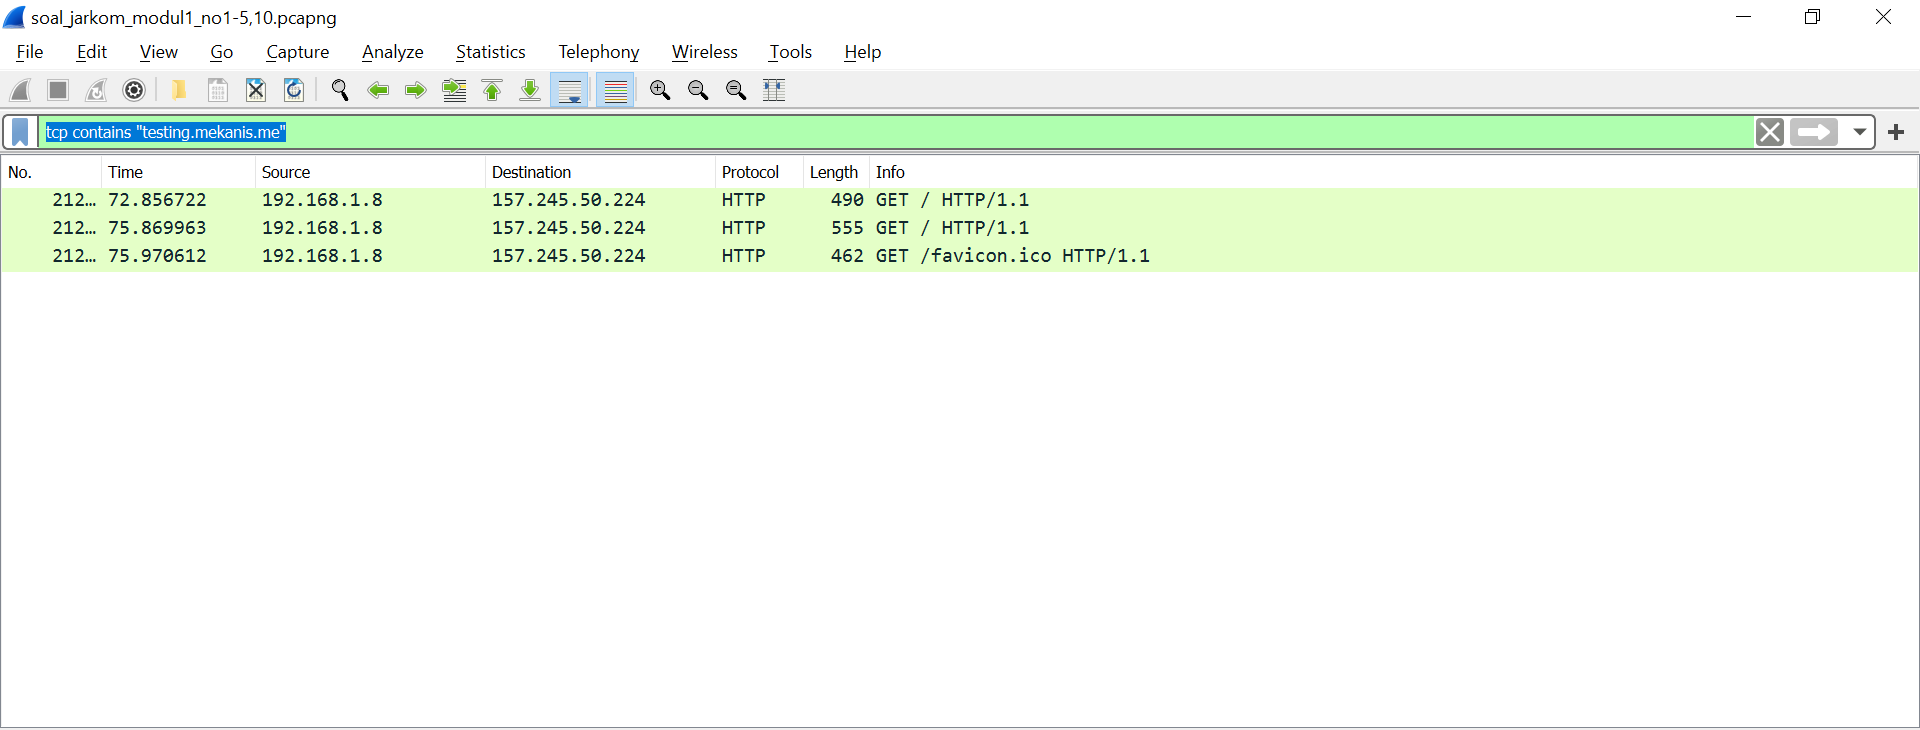 soal_jarkom_modul1_no1-5,10.pcapng
File Edit View Go Capture Analyze Statistics Telephony Wireless Tools Help
tcp contains "testing.mekanis.me"
No. Time Source Destination Protocol Length Info
212… 72.856722 192.168.1.8 157.245.50.224 HTTP 490 GET / HTTP/1.1
212… 75.869963 192.168.1.8 157.245.50.224 HTTP 555 GET / HTTP/1.1
212… 75.970612 192.168.1.8 157.245.50.224 HTTP 462 GET /favicon.ico HTTP/1.1